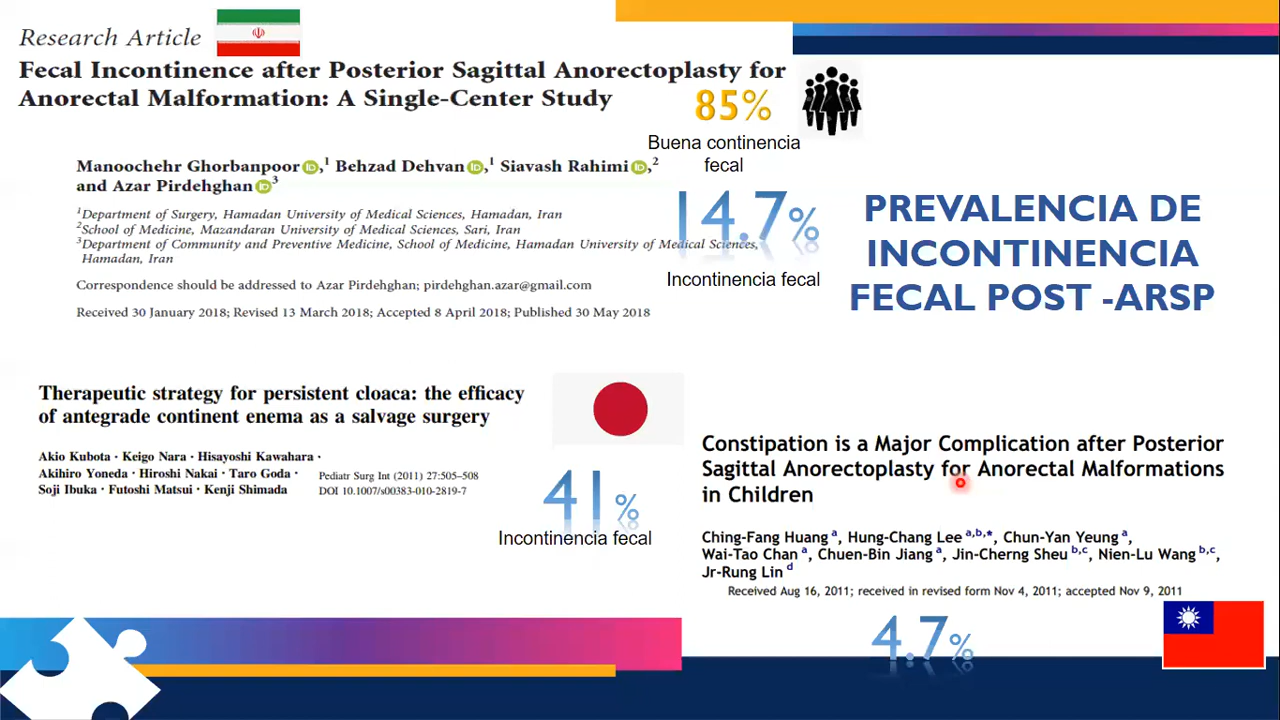 Research Article
Fecal Incontinence after Posterior Sagittal Anorectoplasty for
Anorectal Malformation: A Single-Center Study
Manoochehr Ghorbanpoor iD,1 Behzad Dehvan iD,1 Siavash Rahimi iD,2
and Azar Pirdehghan iD3
1Department of Surgery, Hamadan University of Medical Sciences, Hamadan, Iran
2School of Medicine, Mazandaran University of Medical Sciences, Sari, Iran
3Department of Community and Preventive Medicine, School of Medicine, Hamadan University of Medical Sciences,
Hamadan, Iran
Correspondence should be addressed to Azar Pirdehghan; pirdehghan.azar@gmail.com
Received 30 January 2018; Revised 13 March 2018; Accepted 8 April 2018; Published 30 May 2018
85%
Buena continencia
fecal
14.7%
Incontinencia fecal
PREVALENCIA DE
INCONTINENCIA
FECAL POST -ARSP
Therapeutic strategy for persistent cloaca: the efficacy
of antegrade continent enema as a salvage surgery
Akio Kubota · Keigo Nara · Hisayoshi Kawahara ·
Akihiro Yoneda · Hiroshi Nakai · Taro Goda ·
Soji Ibuka · Futoshi Matsui · Kenji Shimada
Pediatr Surg Int (2011) 27:505–508
DOI 10.1007/s00383-010-2819-7
41%
Incontinencia fecal
Constipation is a Major Complication after Posterior
Sagittal Anorectoplasty for Anorectal Malformations
in Children
Ching-Fang Huang a, Hung-Chang Lee a,b,*, Chun-Yan Yeung a,
Wai-Tao Chan a, Chuen-Bin Jiang a, Jin-Cherng Sheu b,c, Nien-Lu Wang b,c,
Jr-Rung Lin d
Received Aug 16, 2011; received in revised form Nov 4, 2011; accepted Nov 9, 2011
4.7%